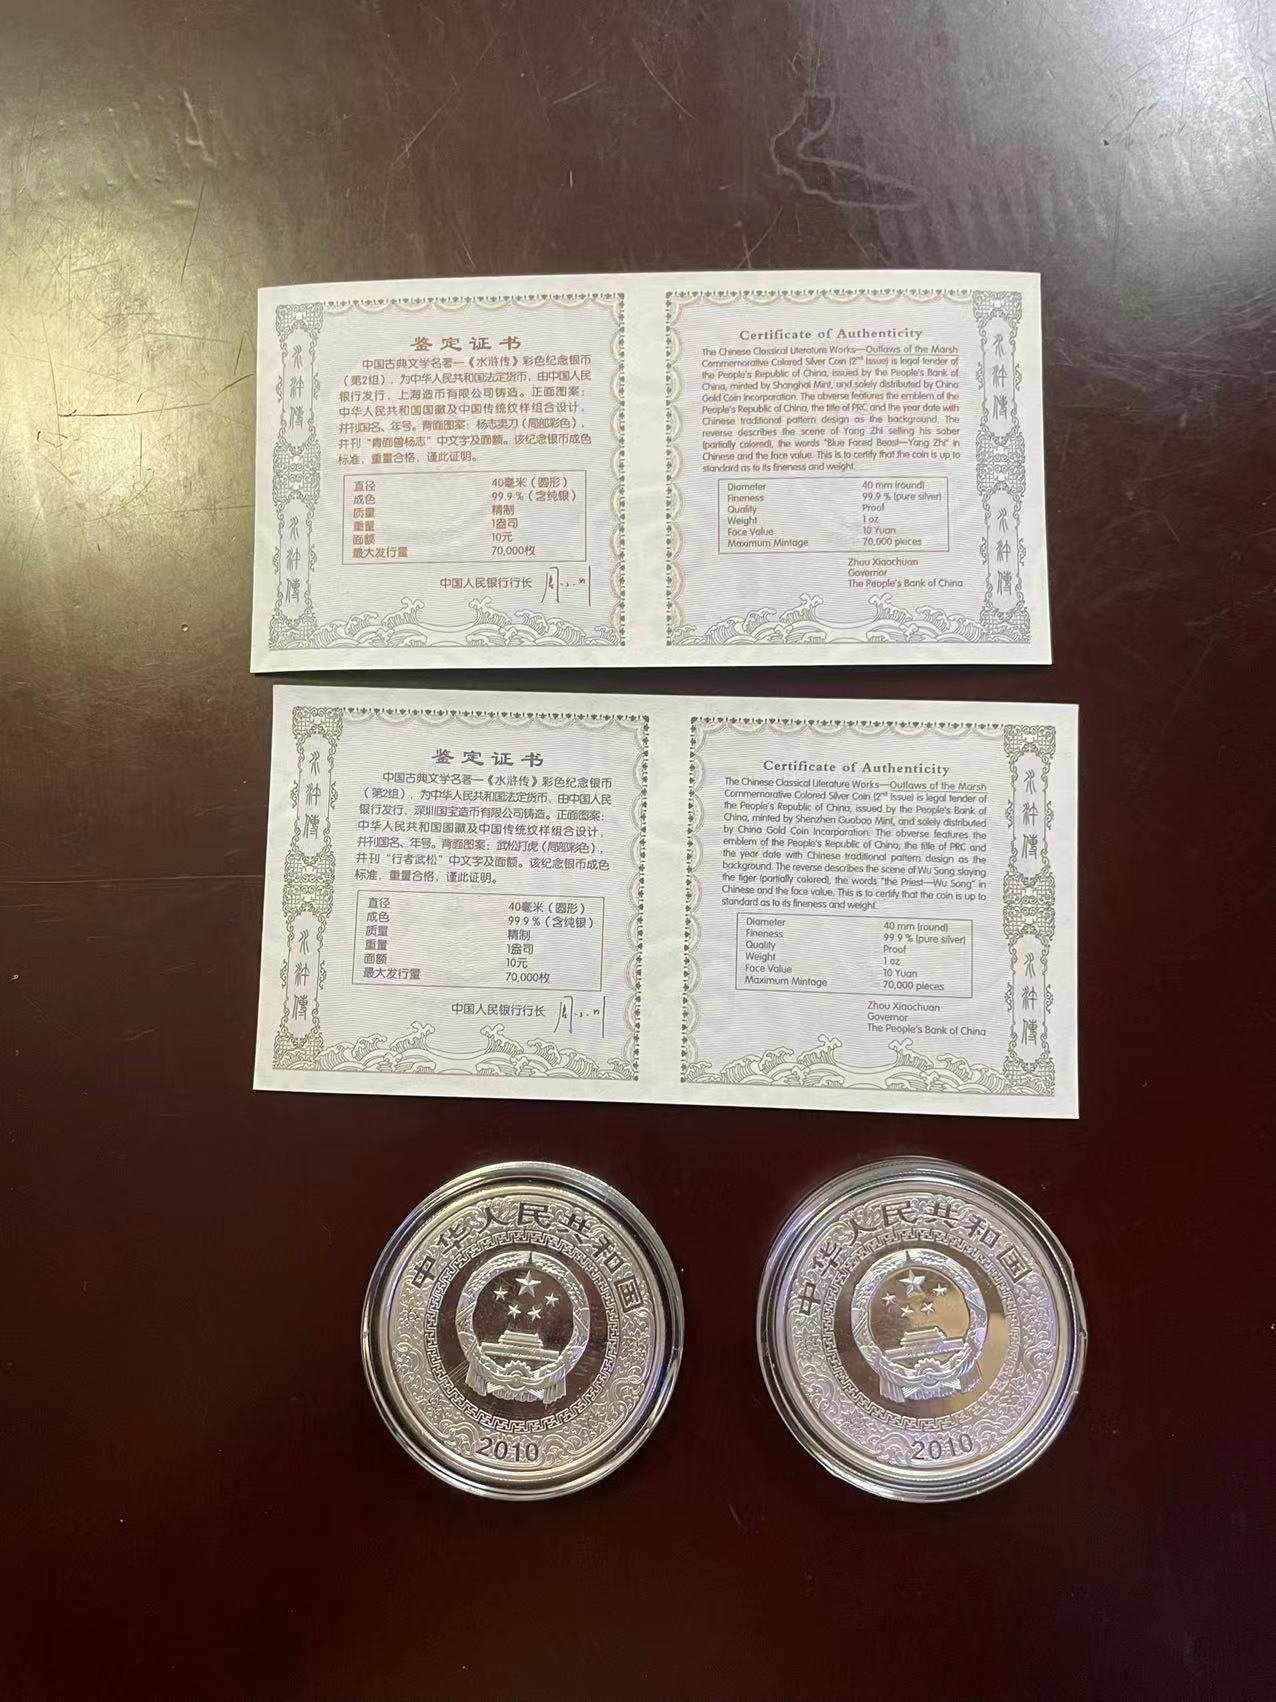 水滸傳
水滸傳
鉴定证书
中国古典文学名著—《水浒传》彩色纪念银币
(第2组),为中华人民共和国法定货币,由中国人民
银行发行,上海造币有限公司铸造。正面图案:
中华人民共和国国徽及中国传统纹样组合设计,
并刊国名、年号。背面图案:杨志卖刀(局部彩色),
并刊“青面兽杨志”中文字及面额。该纪念银币成色
标准,重量合格,谨此证明。
直径 40毫米(圆形)
成色 99.9%(含纯银)
质量 精制
重量 1盎司
面额 10元
最大发行量 70,000枚
中国人民银行行长
Certificate of Authenticity
The Chinese Classical Literature Works—Outlaws of the Marsh
Commemorative Colored Silver Coin (2nd Issue) is legal tender of
the People's Republic of China, issued by the People's Bank of
China, minted by Shanghai Mint, and solely distributed by China
Gold Coin Incorporation. The obverse features the emblem of the
People's Republic of China, the title of PRC and the year date with
Chinese traditional pattern design as the background. The
reverse describes the scene of Yang Zhi selling his saber
(partially colored), the words "Blue Faced Beast—Yang Zhi" in
Chinese and the face value. This is to certify that the coin is up to
standard as to its fineness and weight.
Diameter 40 mm (round)
Fineness 99.9 % (pure silver)
Quality Proof
Weight 1 oz
Face Value 10 Yuan
Maximum Mintage 70,000 pieces
Zhou Xiaochuan
Governor
The People's Bank of China
水滸傳
水滸傳
水滸傳
水滸傳
鉴定证书
中国古典文学名著—《水浒传》彩色纪念银币
(第2组),为中华人民共和国法定货币,由中国人民
银行发行,深圳国宝造币有限公司铸造。正面图案:
中华人民共和国国徽及中国传统纹样组合设计,
并刊国名、年号。背面图案:武松打虎(局部彩色),
并刊“行者武松”中文字及面额。该纪念银币成色
标准,重量合格,谨此证明。
直径 40毫米(圆形)
成色 99.9%(含纯银)
质量 精制
重量 1盎司
面额 10元
最大发行量 70,000枚
中国人民银行行长
Certificate of Authenticity
The Chinese Classical Literature Works—Outlaws of the Marsh
Commemorative Colored Silver Coin (2nd Issue) is legal tender of
the People's Republic of China, issued by the People's Bank of
China, minted by Shenzhen Guobao Mint, and solely distributed
by China Gold Coin Incorporation. The obverse features the
emblem of the People's Republic of China, the title of PRC and
the year date with Chinese traditional pattern design as the
background. The reverse describes the scene of Wu Song slaying
the tiger (partially colored), the words "the Priest—Wu Song" in
Chinese and the face value. This is to certify that the coin is up to
standard as to its fineness and weight.
Diameter 40 mm (round)
Fineness 99.9 % (pure silver)
Quality Proof
Weight 1 oz
Face Value 10 Yuan
Maximum Mintage 70,000 pieces
Zhou Xiaochuan
Governor
The People's Bank of China
水滸傳
水滸傳
中华人民共和国
2010
中华人民共和国
2010